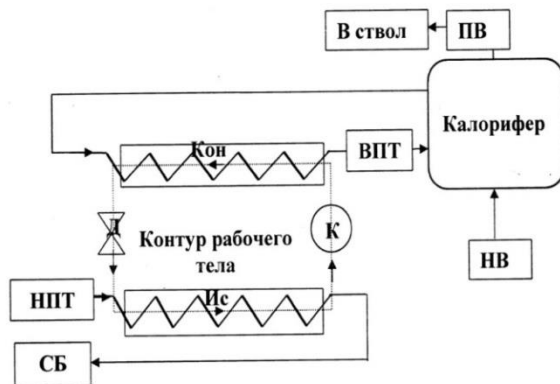 В ствол
ПВ
Калорифер
Кон
ВПТ
Д
Контур рабочего
тела
К
НВ
НПТ
Ис
СБ